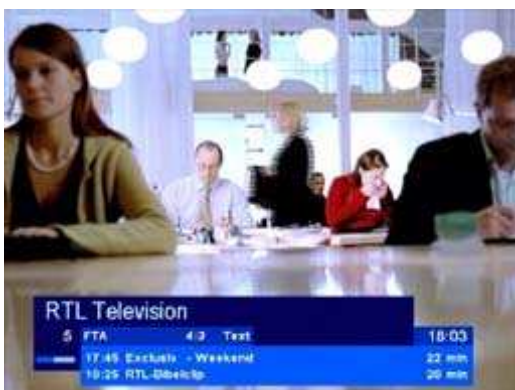 RTL Television
5 FTA 4:3 Text 18:03
17:45 Exclusiv - Weekend 22 min
18:25 RTL-Bibelclip 20 min